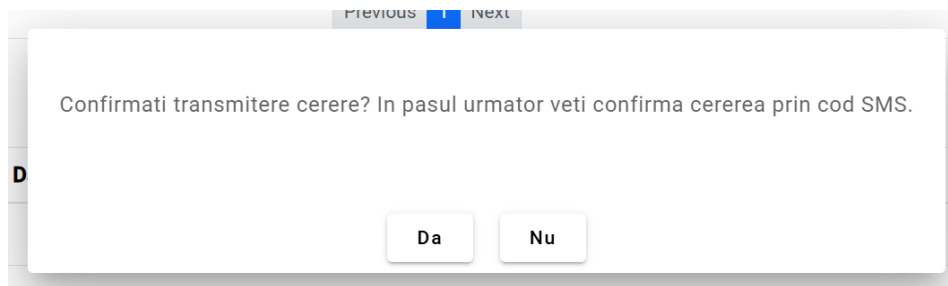 Previous 1 Next
Confirmati transmitere cerere? In pasul urmator veti confirma cererea prin cod SMS.
D
Da Nu